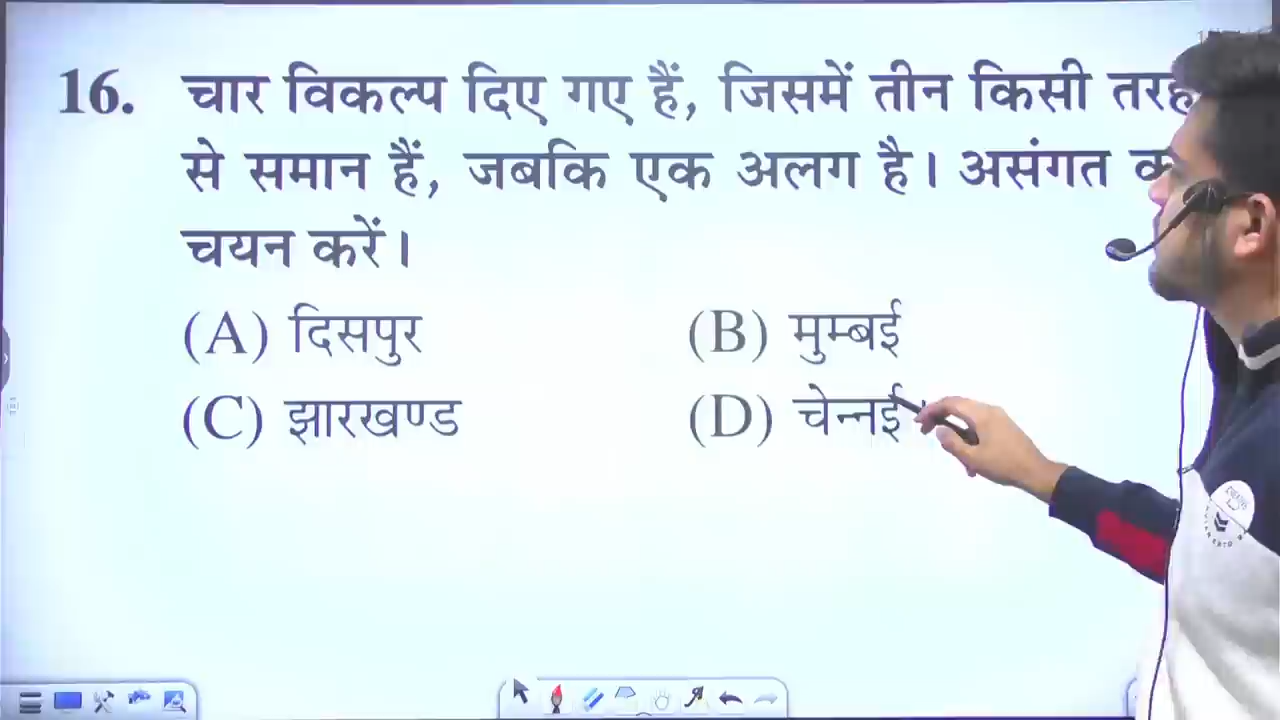 16. चार विकल्प दिए गए हैं, जिसमें तीन किसी तरह
से समान हैं, जबकि एक अलग है। असंगत
चयन करें।
(A) दिसपुर (B) मुम्बई
(C) झारखण्ड (D) चेन्नई